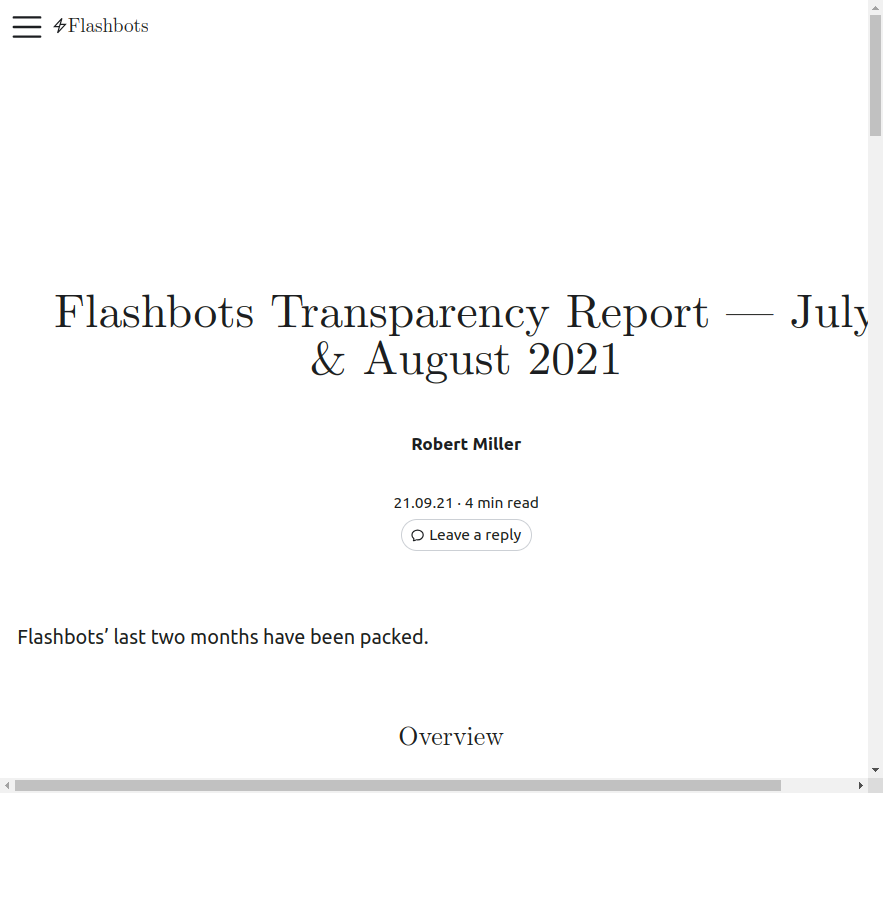 Flashbots
Flashbots Transparency Report — July
& August 2021
Robert Miller
21.09.21 · 4 min read
Leave a reply
Flashbots’ last two months have been packed.
Overview